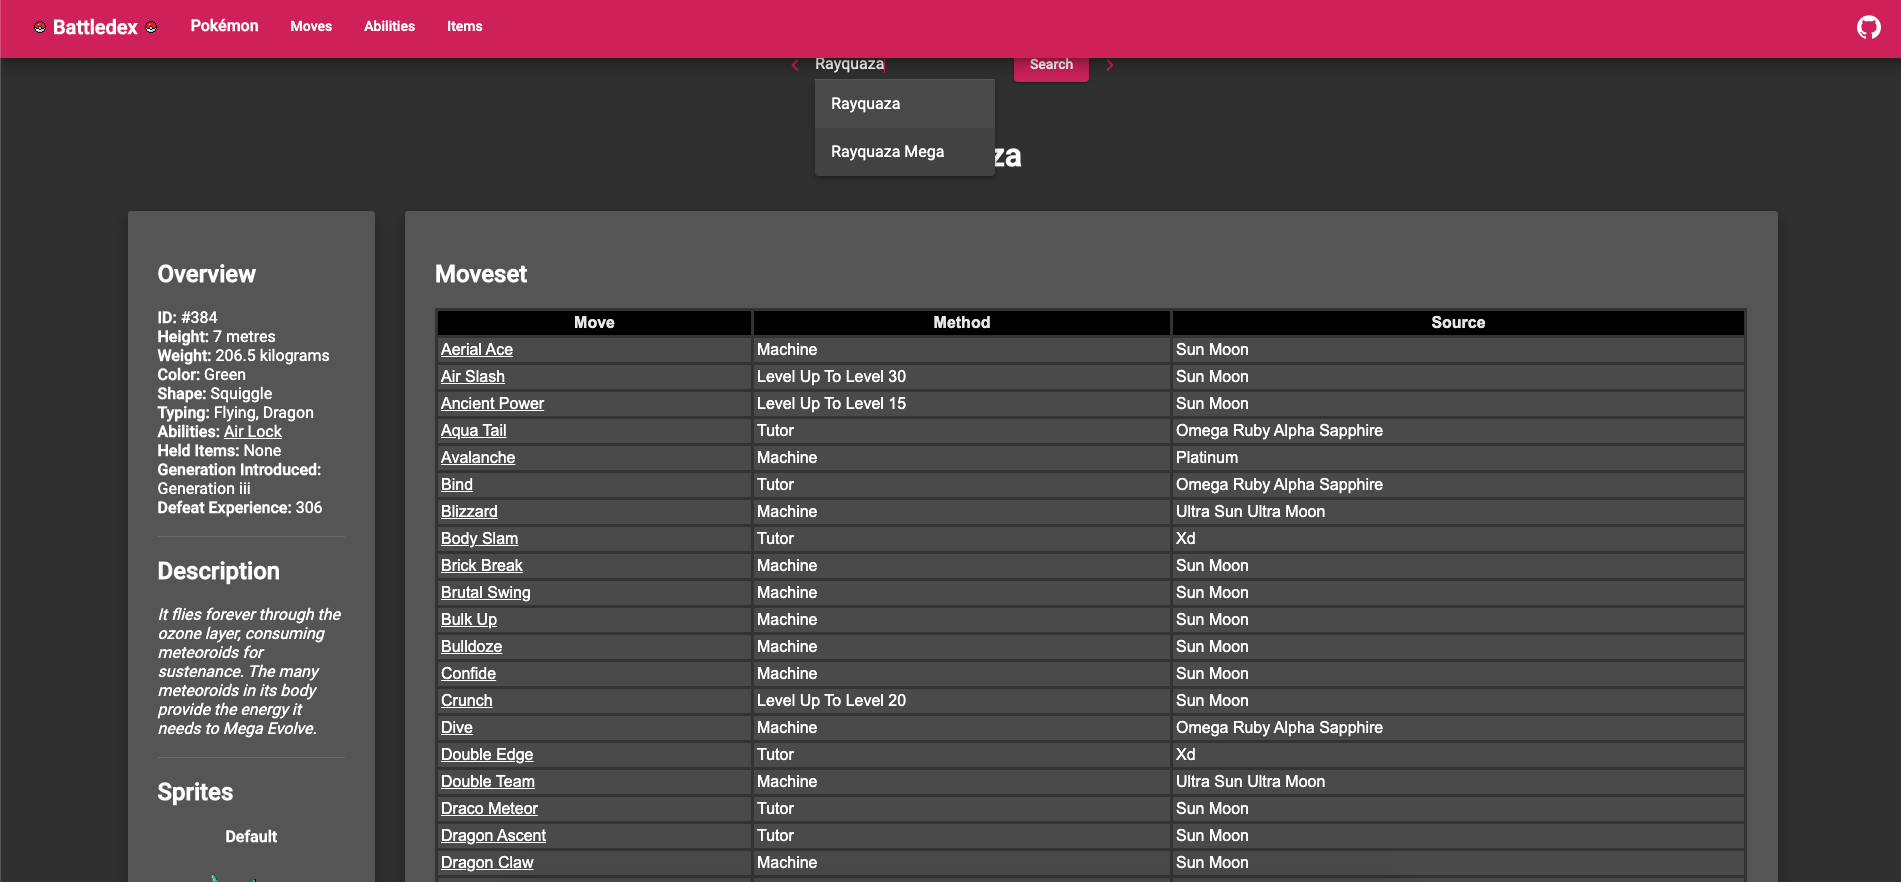 Battledex Pokémon Moves Abilities Items
Rayquaza Search
Rayquaza
Rayquaza Mega
za
Overview
ID: #384
Height: 7 metres
Weight: 206.5 kilograms
Color: Green
Shape: Squiggle
Typing: Flying, Dragon
Abilities: Air Lock
Held Items: None
Generation Introduced:
Generation iii
Defeat Experience: 306
Description
It flies forever through the
ozone layer, consuming
meteoroids for
sustenance. The many
meteoroids in its body
provide the energy it
needs to Mega Evolve.
Sprites
Default
Moveset
Move Method Source
Aerial Ace Machine Sun Moon
Air Slash Level Up To Level 30 Sun Moon
Ancient Power Level Up To Level 15 Sun Moon
Aqua Tail Tutor Omega Ruby Alpha Sapphire
Avalanche Machine Platinum
Bind Tutor Omega Ruby Alpha Sapphire
Blizzard Machine Ultra Sun Ultra Moon
Body Slam Tutor Xd
Brick Break Machine Sun Moon
Brutal Swing Machine Sun Moon
Bulk Up Machine Sun Moon
Bulldoze Machine Sun Moon
Confide Machine Sun Moon
Crunch Level Up To Level 20 Sun Moon
Dive Machine Omega Ruby Alpha Sapphire
Double Edge Tutor Xd
Double Team Machine Ultra Sun Ultra Moon
Draco Meteor Tutor Sun Moon
Dragon Ascent Tutor Sun Moon
Dragon Claw Machine Sun Moon